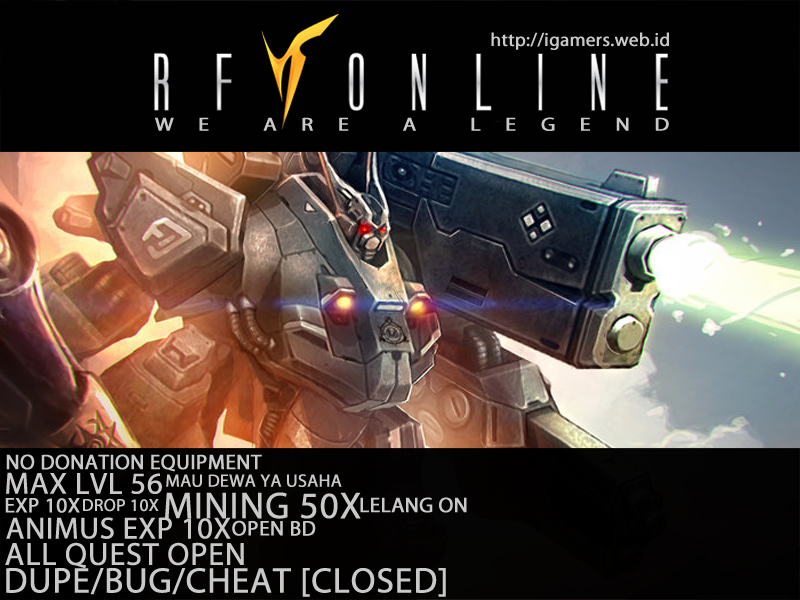 http://igamers.web.id
RF ONLINE
WE ARE A LEGEND
NO DONATION EQUIPMENT
MAX LVL 56 MAU DEWA YA USAHA
EXP 10X DROP 10X MINING 50X LELANG ON
ANIMUS EXP 10X OPEN BD
ALL QUEST OPEN
DUPE/BUG/CHEAT [CLOSED]